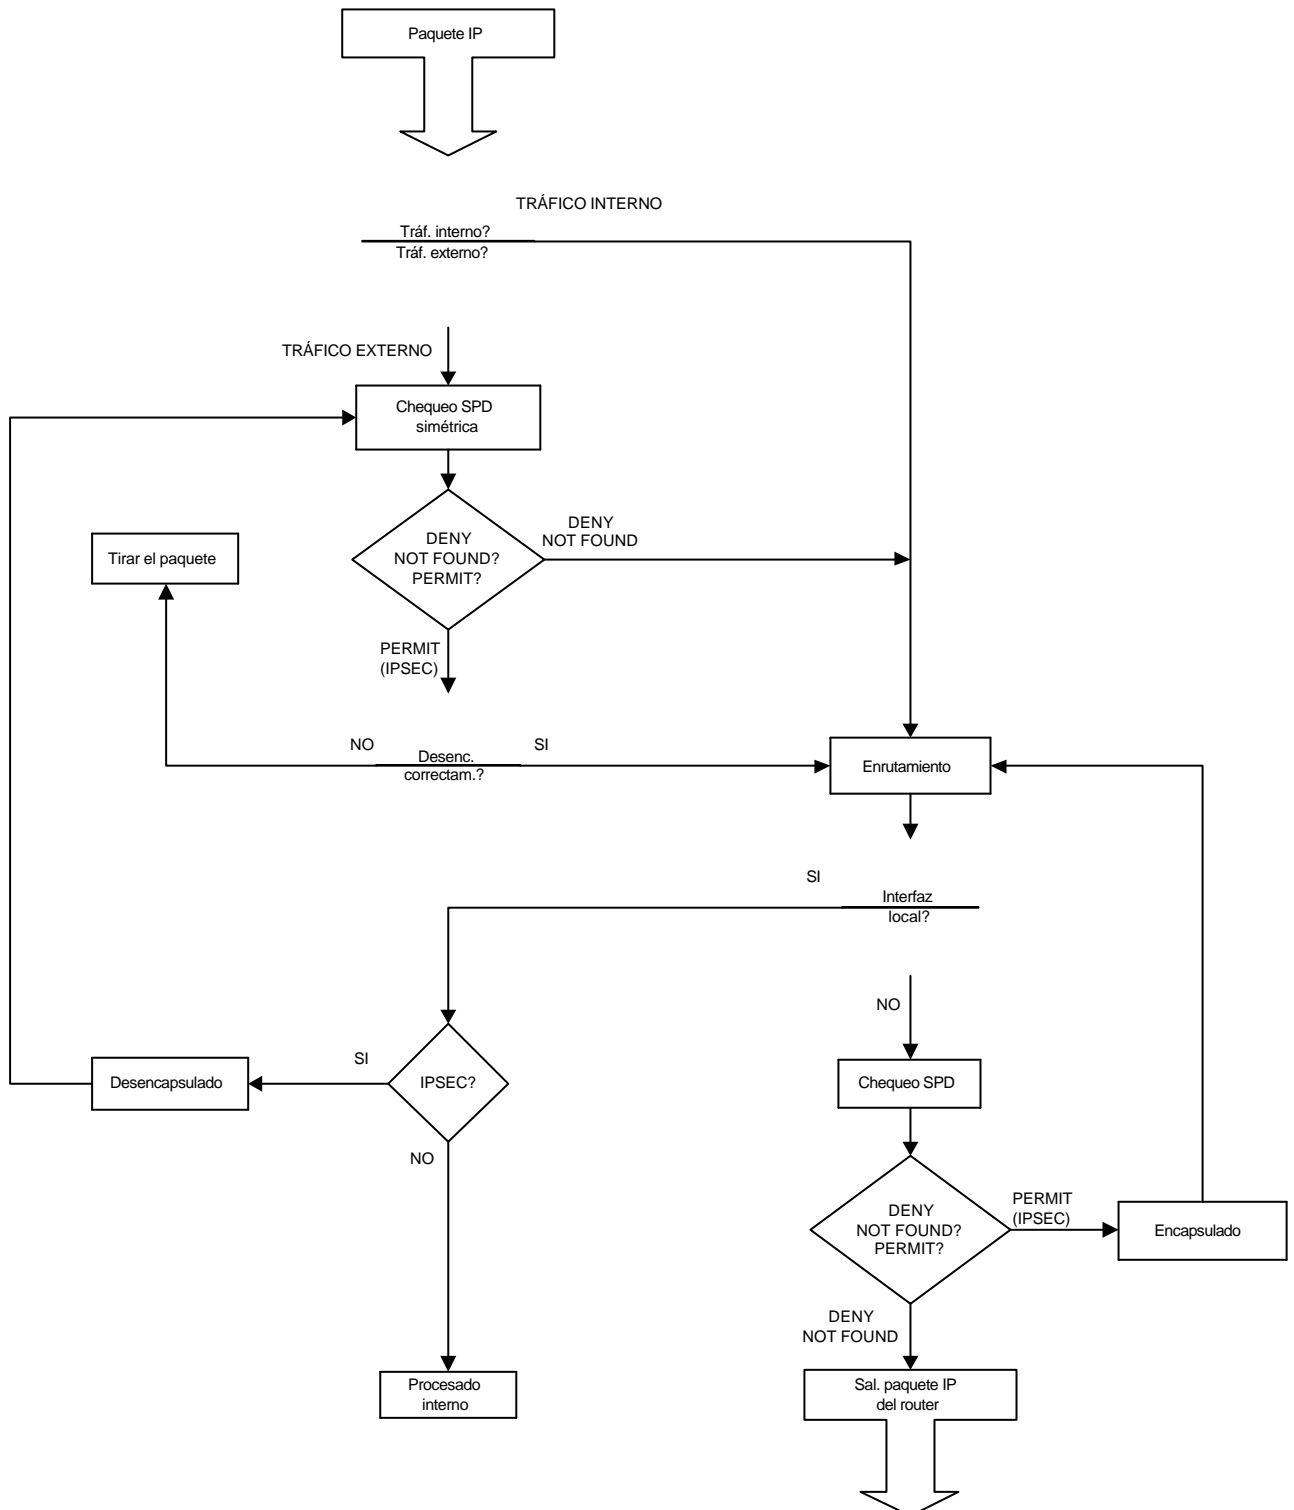 Paquete IP
TRÁFICO INTERNO
Tráf. interno?
Tráf. externo?
TRÁFICO EXTERNO
Chequeo SPD
simétrica
DENY
NOT FOUND?
PERMIT?
DENY
NOT FOUND
Tirar el paquete
PERMIT
(IPSEC)
NO
Desenc.
correctam.?
SI
Enrutamiento
SI
Interfaz
local?
NO
SI
Desencapsulado
IPSEC?
Chequeo SPD
NO
DENY
NOT FOUND?
PERMIT?
PERMIT
(IPSEC)
Encapsulado
DENY
NOT FOUND
Procesado
interno
Sal. paquete IP
del router